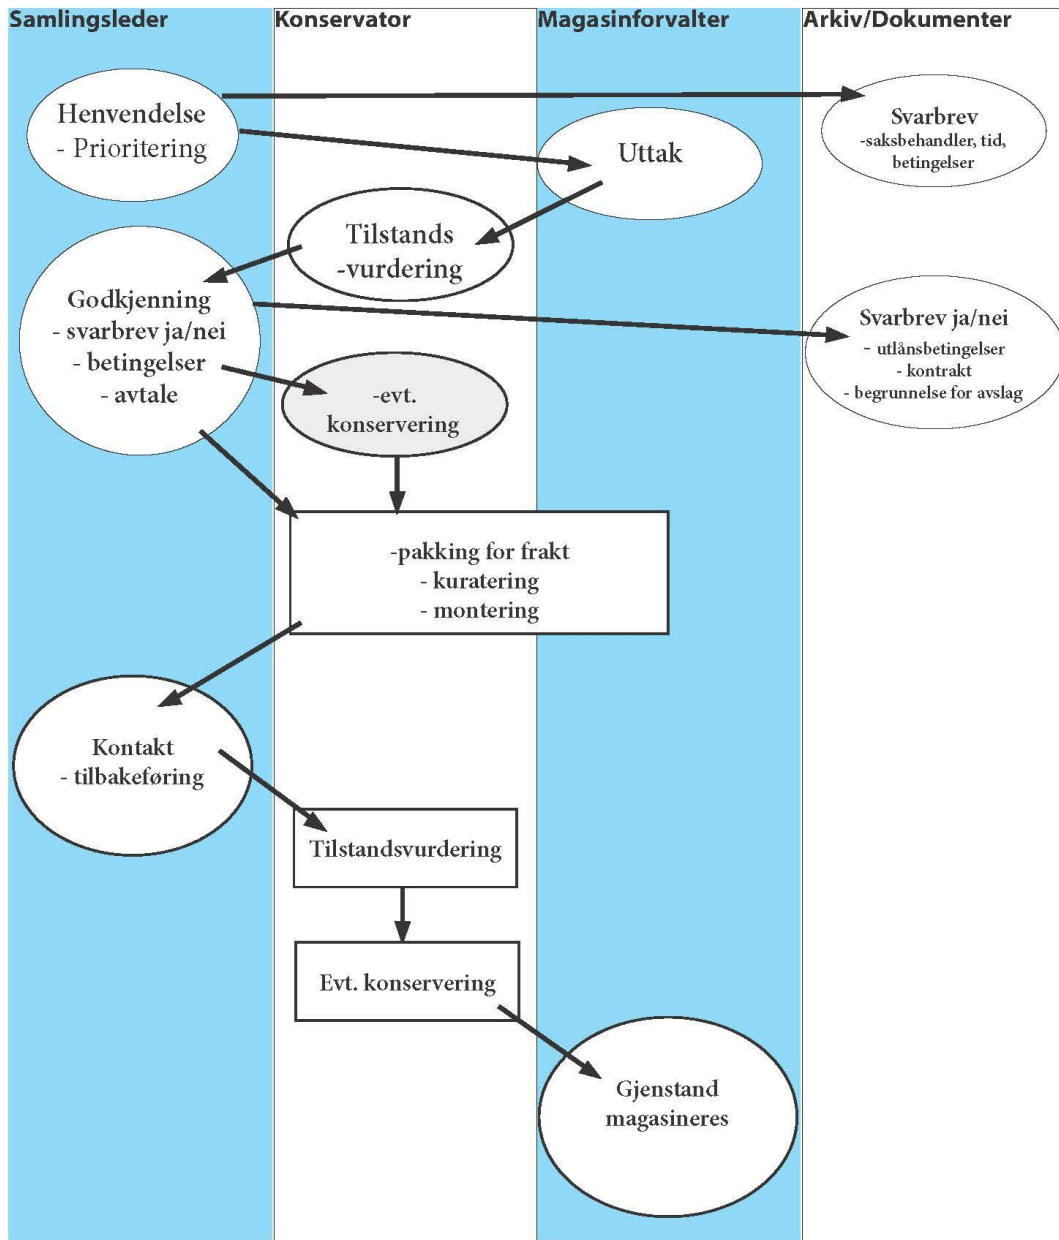 Samlingsleder
Konservator
Magasinforvalter
Arkiv/Dokumenter
Henvendelse
- Prioritering
Uttak
Svarbrev
-saksbehandler, tid,
betingelser
Tilstands
-vurdering
Godkjenning
- svarbrev ja/nei
- betingelser
- avtale
Svarbrev ja/nei
- utlånsbetingelser
- kontrakt
- begrunnelse for avslag
-evt.
konservering
-pakking for frakt
- kuratering
- montering
Kontakt
- tilbakeføring
Tilstandsvurdering
Evt. konservering
Gjenstand
magasineres